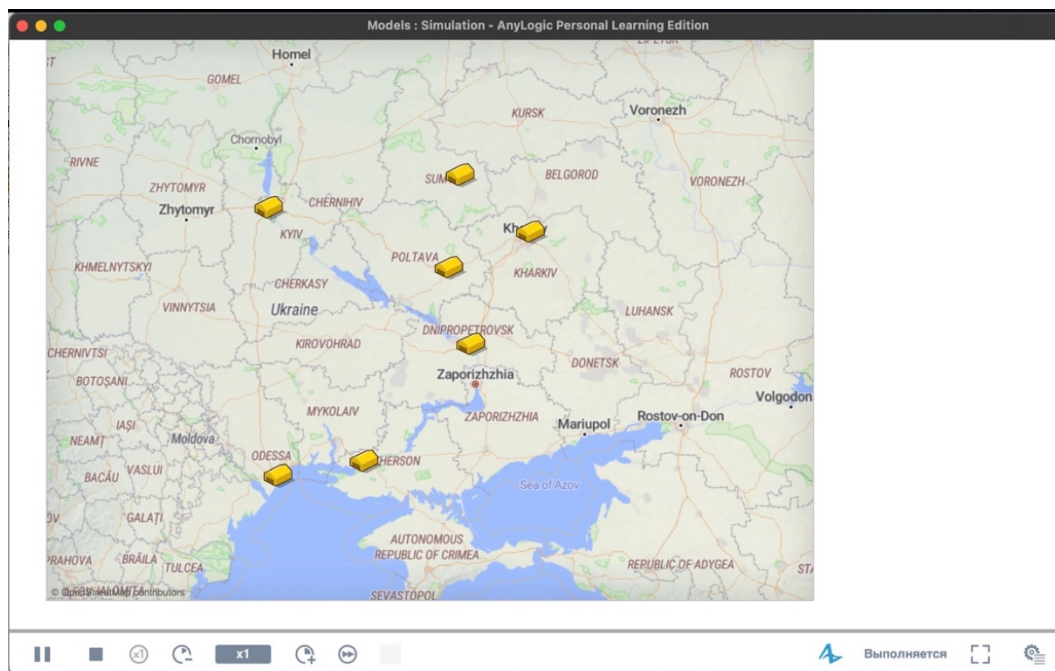 Models : Simulation - AnyLogic Personal Learning Edition
Homel
GOMEL
KURSK
Voronezh
Chornobyl
RIVNE
ZHYTOMYR
BELGOROD
VORONEZH
CHERNIHIV
Zhytomyr
KYIV
POLTAVA
KHMELNYTSKYI
KHARKIV
CHERKASY
VINNYTSIA
Ukraine
LUHANSK
DNIPROPETROVSK
KIROVOHRAD
CHERNIVTSI
DONETSK
ROSTOV
Zaporizhzhia
BOTOȘANI
Volgodon
MYKOLAIV
ZAPORIZHZHIA
Rostov-on-Don
IAȘI
Mariupol
NEAMȚ
Moldova
ODESSA
HERSON
VASLUI
BACĂU
Sea of Azov
GALAȚI
AUTONOMOUS
REPUBLIC OF CRIMEA
PRAHOVA
BRĂILA
TULCEA
REPUBLIC OF ADYGEA
© OpenStreetMap contributors
SEVASTOPOL
x1
x1
Выполняется